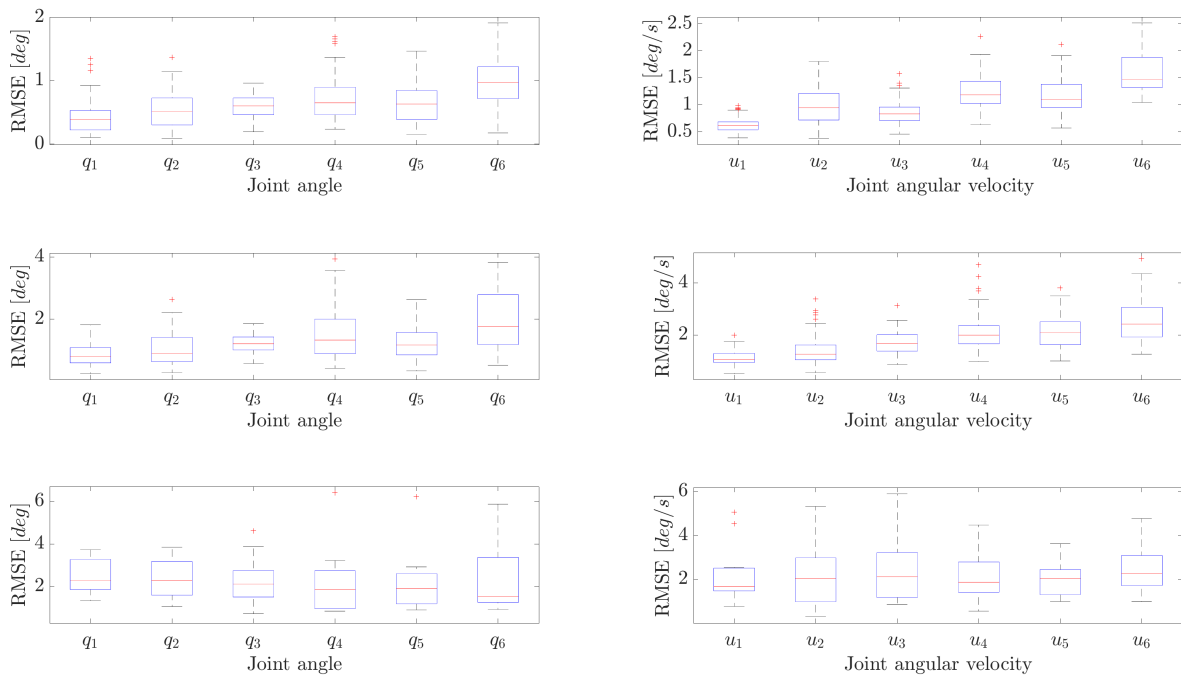 2
1
0
RMSE [deg]
q1 q2 q3 q4 q5 q6
Joint angle
2.5
2
1.5
1
0.5
RMSE [deg/s]
u1 u2 u3 u4 u5 u6
Joint angular velocity
4
2
RMSE [deg]
q1 q2 q3 q4 q5 q6
Joint angle
4
2
RMSE [deg/s]
u1 u2 u3 u4 u5 u6
Joint angular velocity
6
4
2
RMSE [deg]
q1 q2 q3 q4 q5 q6
Joint angle
6
4
2
RMSE [deg/s]
u1 u2 u3 u4 u5 u6
Joint angular velocity